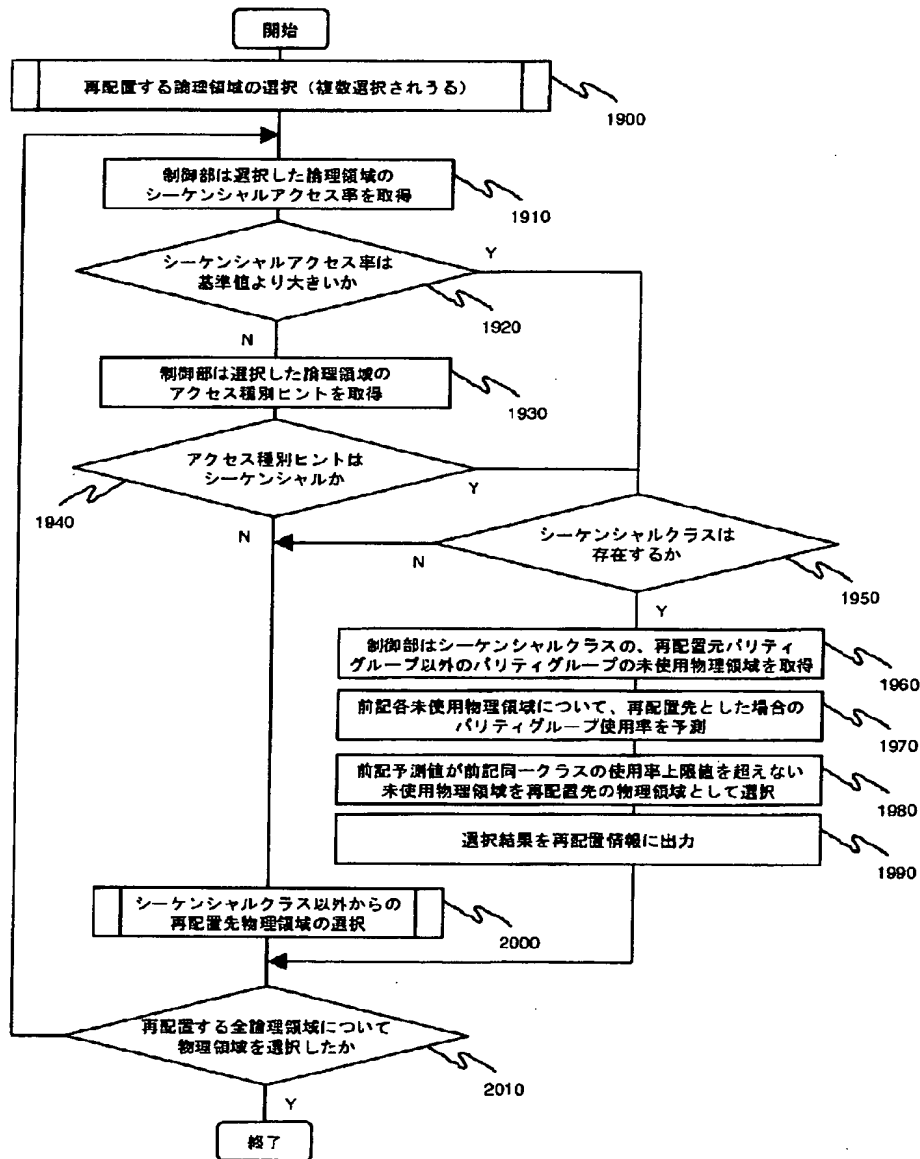 開始
再配置する論理領域の選択（複数選択されうる）
1900
制御部は選択した論理領域の
シーケンシャルアクセス率を取得
1910
シーケンシャルアクセス率は
基準値より大きいか
Y
1920
N
制御部は選択した論理領域の
アクセス種別ヒントを取得
1930
アクセス種別ヒントは
シーケンシャルか
Y
1940
N
シーケンシャルクラスは
存在するか
N
1950
Y
制御部はシーケンシャルクラスの、再配置元パリティ
グループ以外のパリティグループの未使用物理領域を取得
1960
前記各未使用物理領域について、再配置先とした場合の
パリティグループ使用率を予測
1970
前記予測値が前記同一クラスの使用率上限値を超えない
未使用物理領域を再配置先の物理領域として選択
1980
選択結果を再配置情報に出力
1990
シーケンシャルクラス以外からの
再配置先物理領域の選択
2000
再配置する全論理領域について
物理領域を選択したか
2010
Y
終了